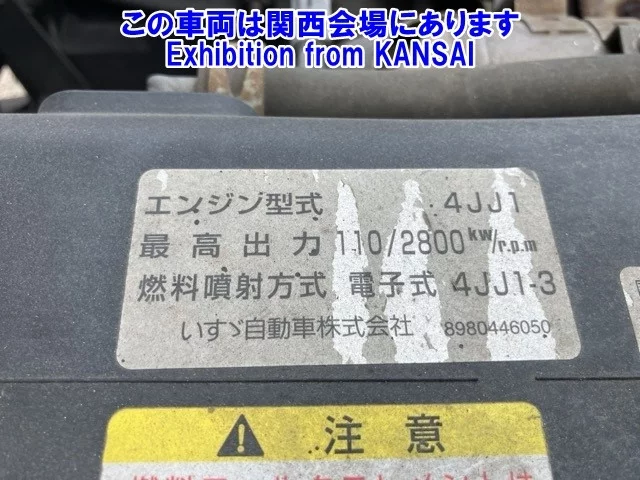 この車両は関西会場にあります
Exhibition from KANSAI
エンジン型式 4JJ1
最高出力 110/2800kw/r.p.m
燃料噴射方式 電子式 4JJ1-3
いすゞ自動車株式会社 8980446050
注意